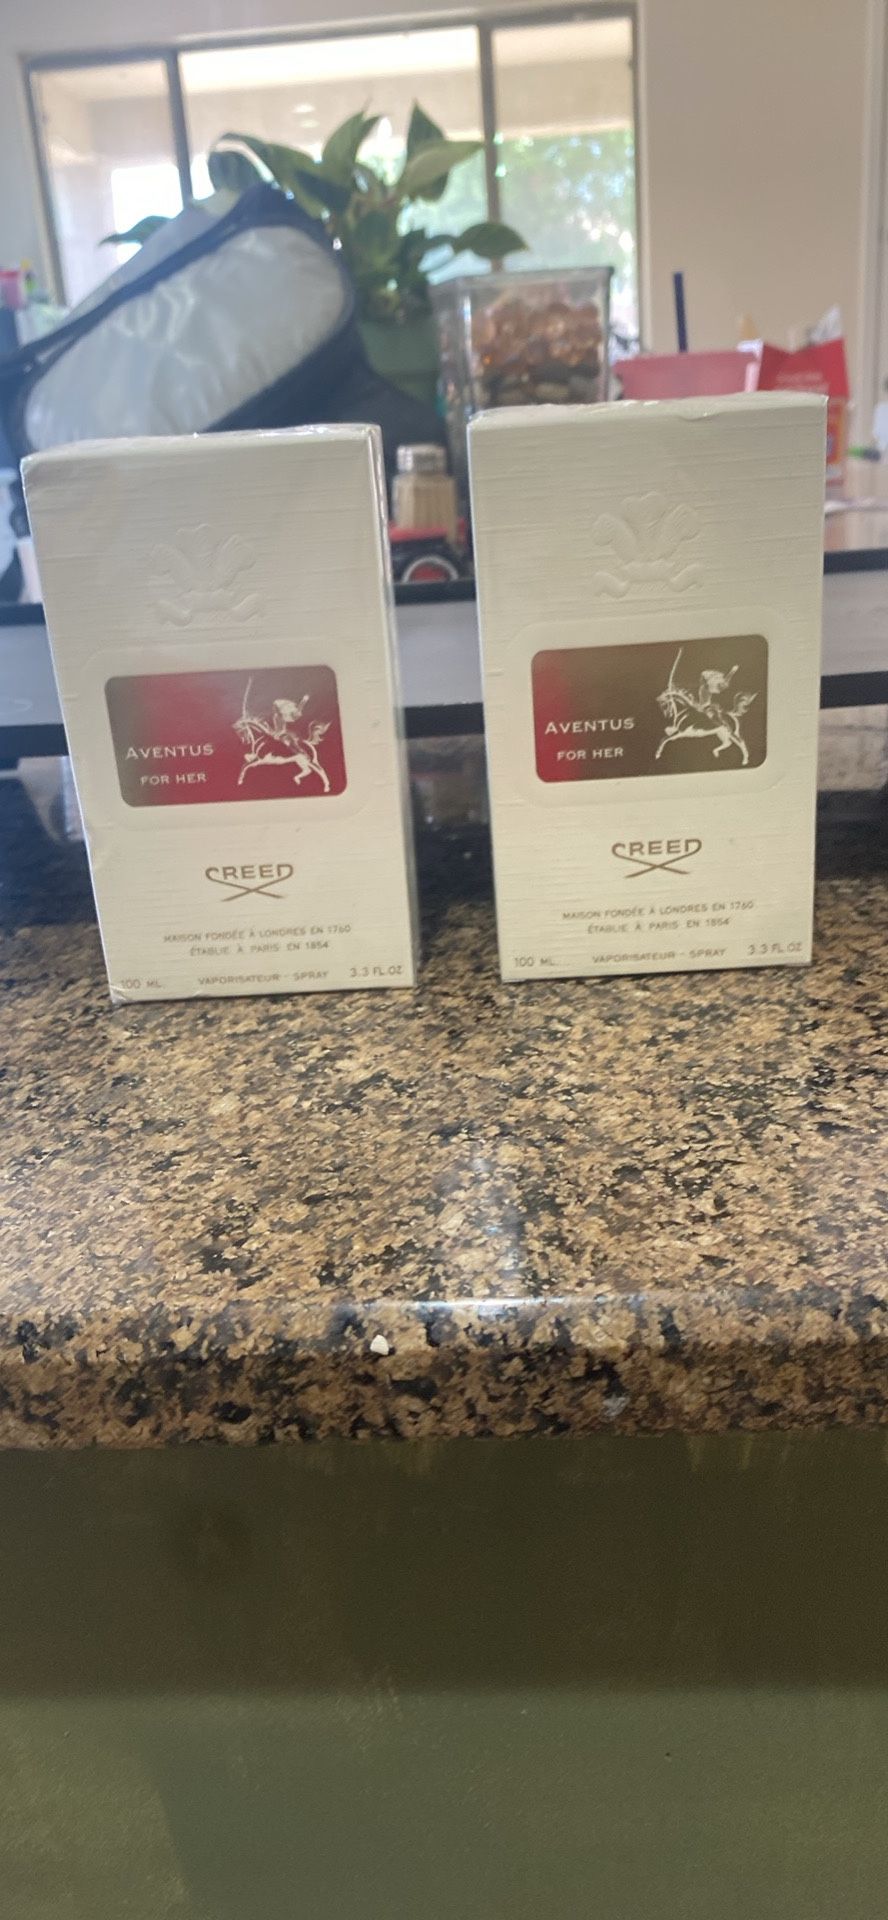 AVENTUS
FOR HER
CREED
MAISON FONDÉE À LONDRES EN 1760
ÉTABLIE À PARIS EN 1854
100 ML. VAPORISATEUR - SPRAY 3.3 FL.OZ
AVENTUS
FOR HER
CREED
MAISON FONDÉE À LONDRES EN 1760
ÉTABLIE À PARIS EN 1854
100 ML. VAPORISATEUR - SPRAY 3.3 FL.OZ